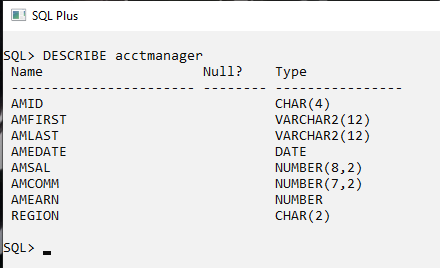 SQL Plus
SQL> DESCRIBE acctmanager
Name Null? Type
----------------------- -------- ----------------
AMID CHAR(4)
AMFIRST VARCHAR2(12)
AMLAST VARCHAR2(12)
AMEDATE DATE
AMSAL NUMBER(8,2)
AMCOMM NUMBER(7,2)
AMEARN NUMBER
REGION CHAR(2)
SQL> _